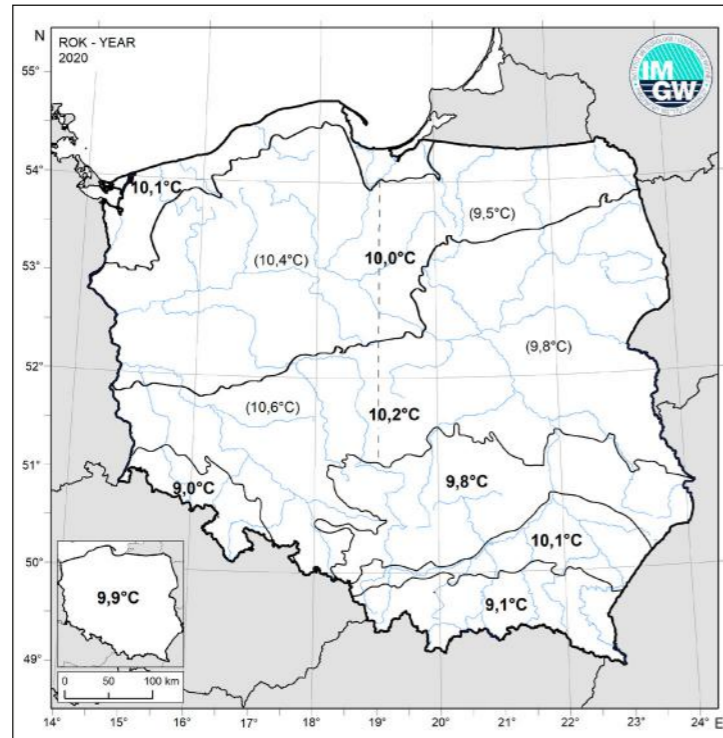 N
ROK - YEAR
2020
IM
GW
55°
54°
53°
52°
51°
50°
49°
10,1°C
(9,5°C)
(10,4°C)
10,0°C
(9,8°C)
(10,6°C)
10,2°C
9,0°C
9,8°C
10,1°C
9,1°C
9,9°C
0 50 100 km
14° 15° 16° 17° 18° 19° 20° 21° 22° 23° 24° E